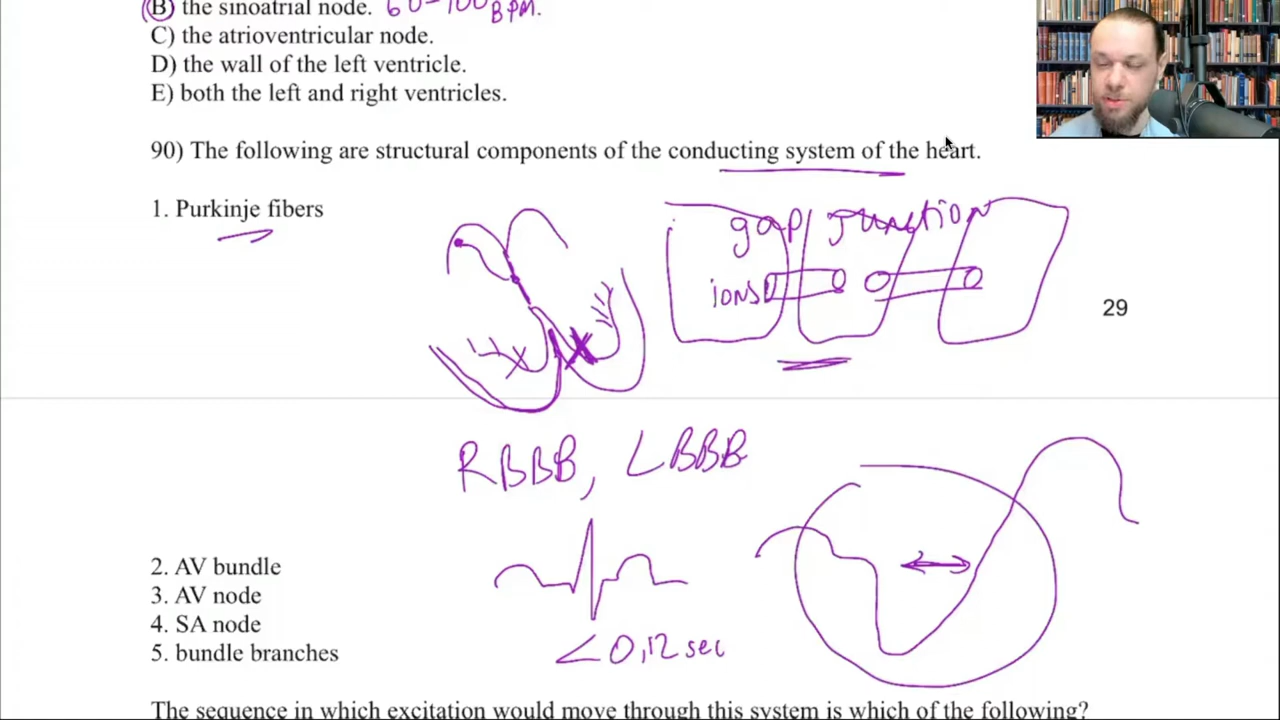 B) the sinoatrial node. 60-100 BPM.
C) the atrioventricular node.
D) the wall of the left ventricle.
E) both the left and right ventricles.
90) The following are structural components of the conducting system of the heart.
1. Purkinje fibers
gap junction
ions
29
RBBB, LBBB
<0,12 sec
2. AV bundle
3. AV node
4. SA node
5. bundle branches
The sequence in which excitation would move through this system is which of the following?